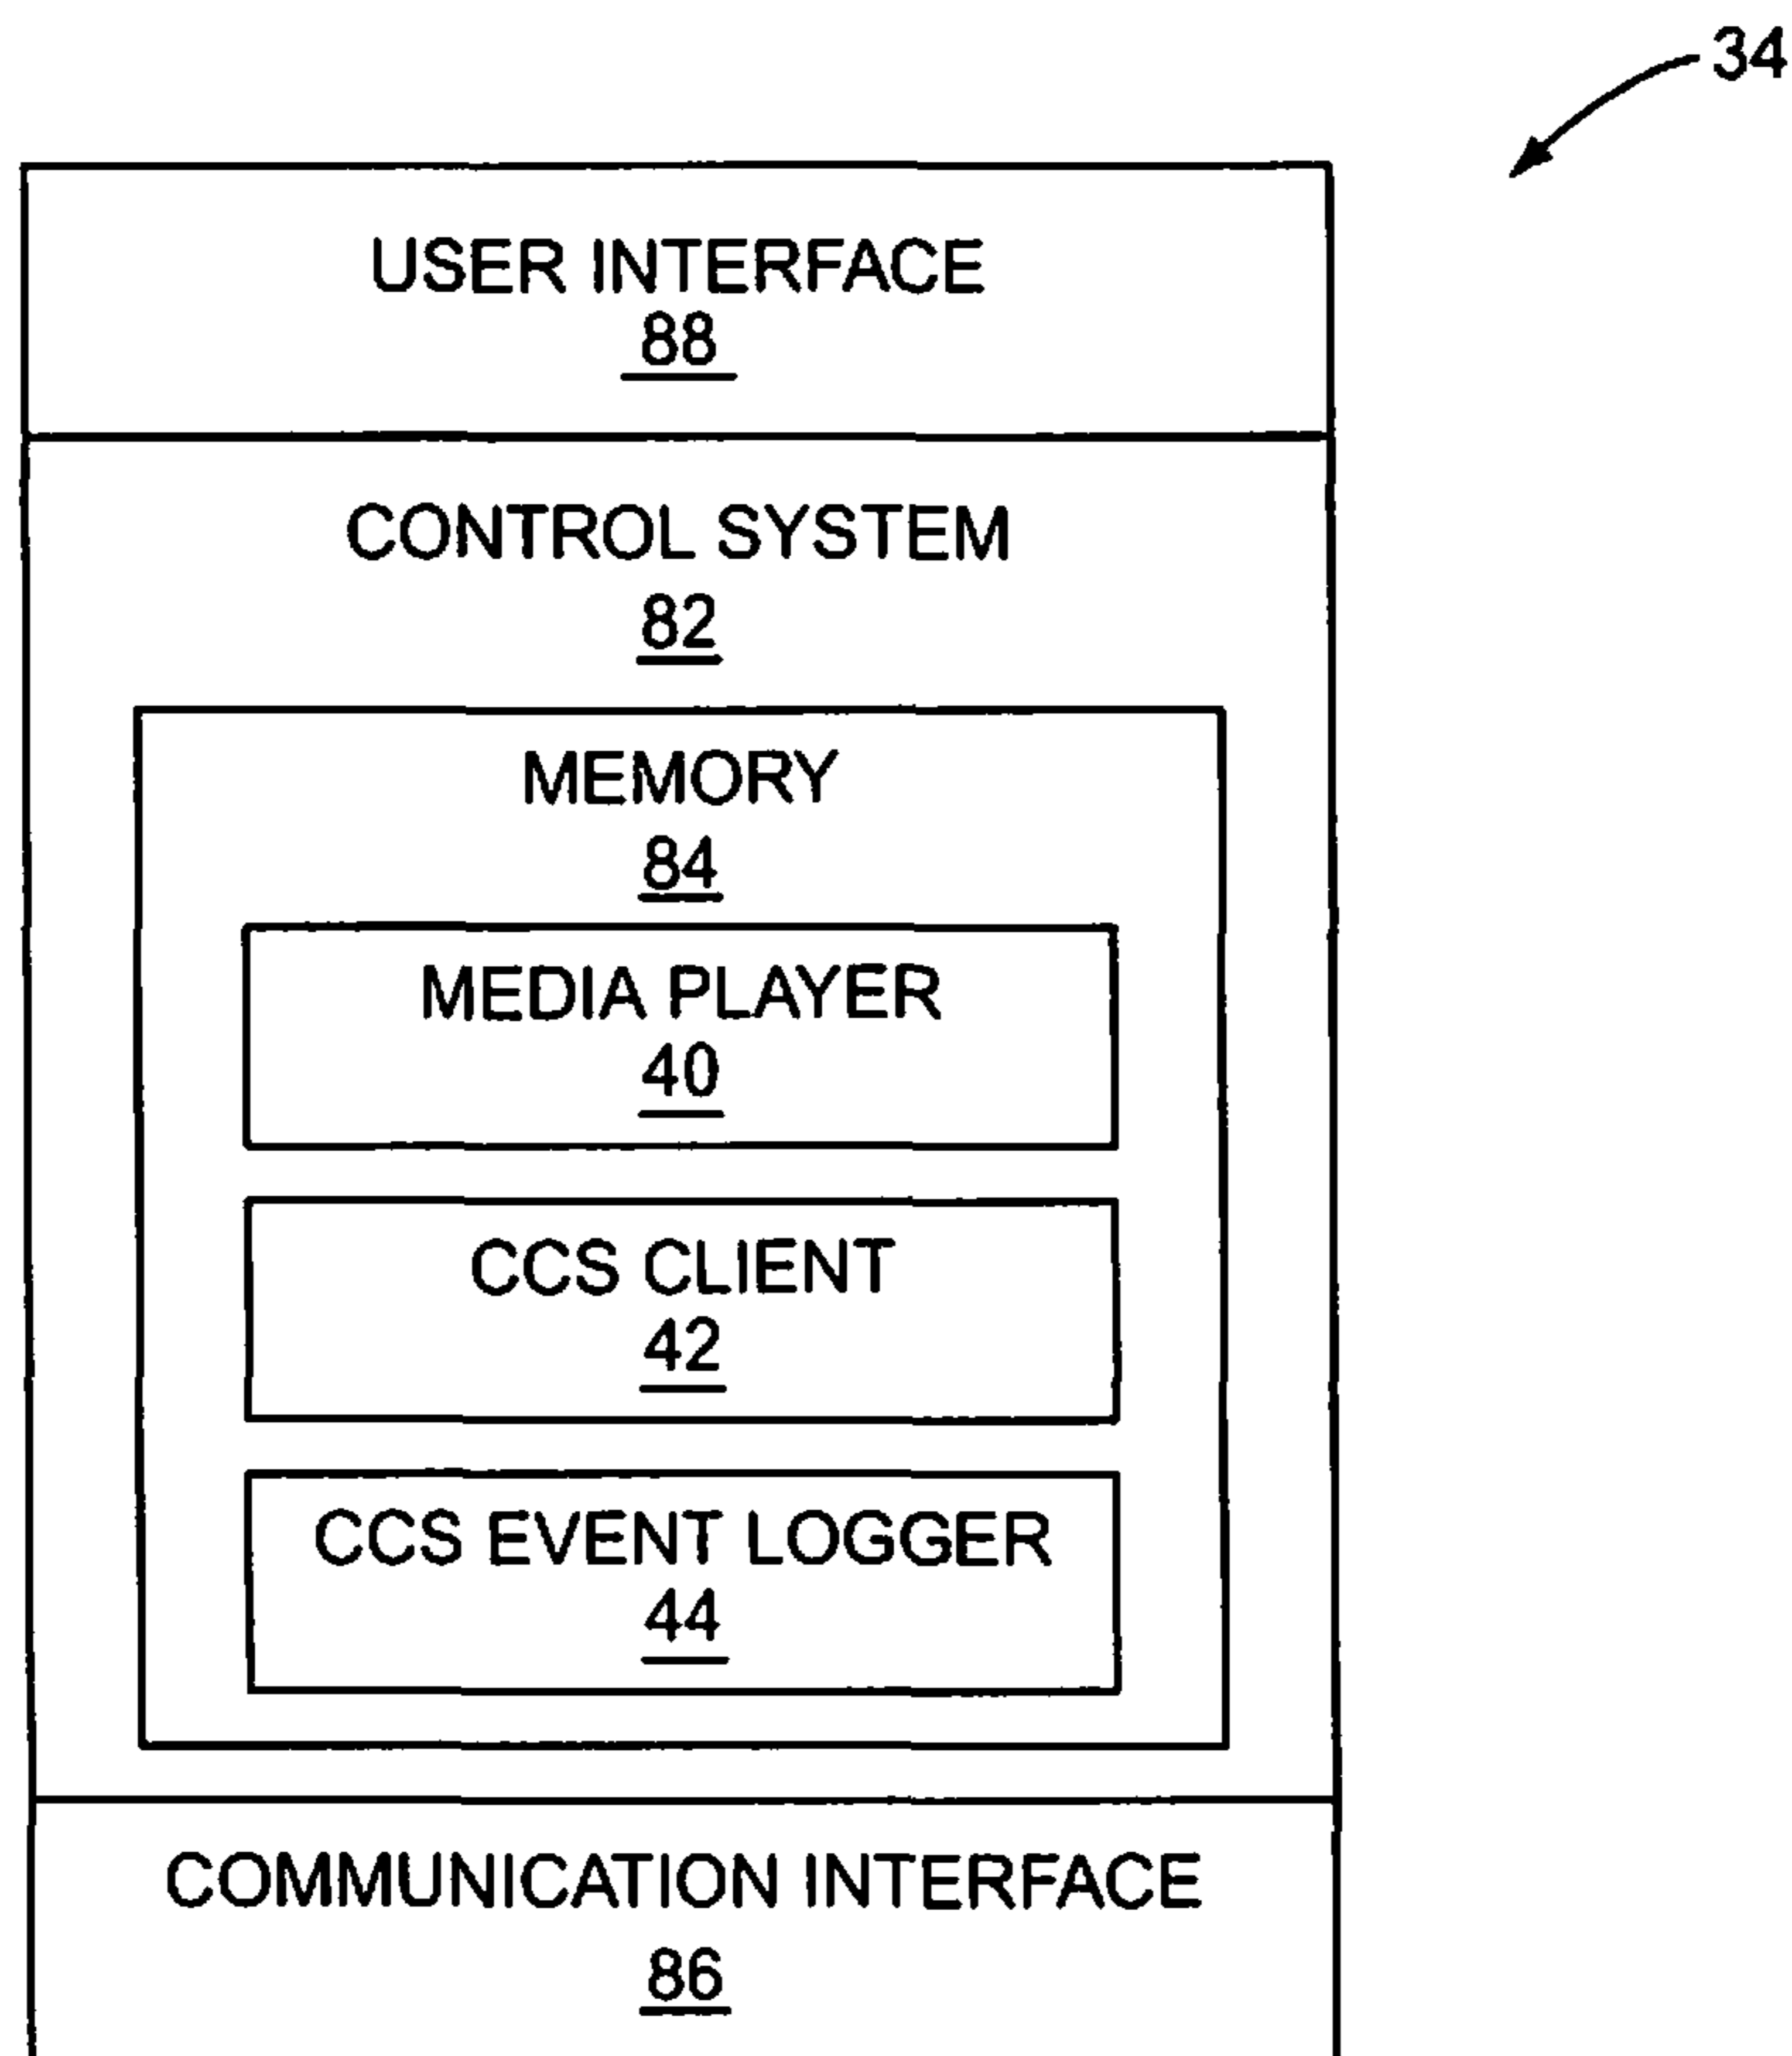 34
USER INTERFACE
88
CONTROL SYSTEM
82
MEMORY
84
MEDIA PLAYER
40
CCS CLIENT
42
CCS EVENT LOGGER
44
COMMUNICATION INTERFACE
86